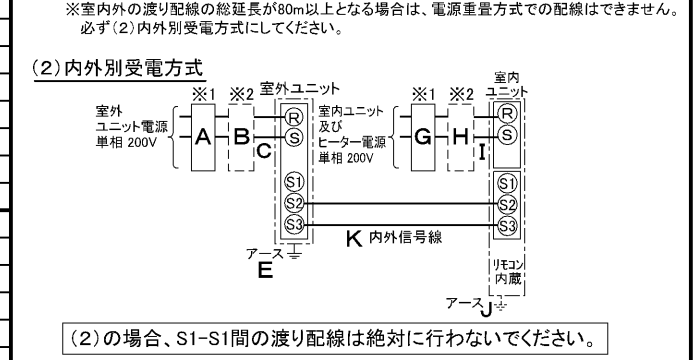 ※室内外の渡り配線の総延長が80m以上となる場合は、電源重畳方式での配線はできません。
必ず(2)内外別受電方式にしてください。
(2)内外別受電方式
※1 ※2 室外ユニット
室外
ユニット電源
単相 200V
A B C
R
S
S1
S2
S3
アース
E
※1 ※2
室内
ユニット
室内ユニット
及び
ヒーター電源
単相 200V
G H I
R
S
S1
S2
S3
K 内外信号線
リモコン
内蔵
アース J
(2)の場合、S1-S1間の渡り配線は絶対に行わないでください。